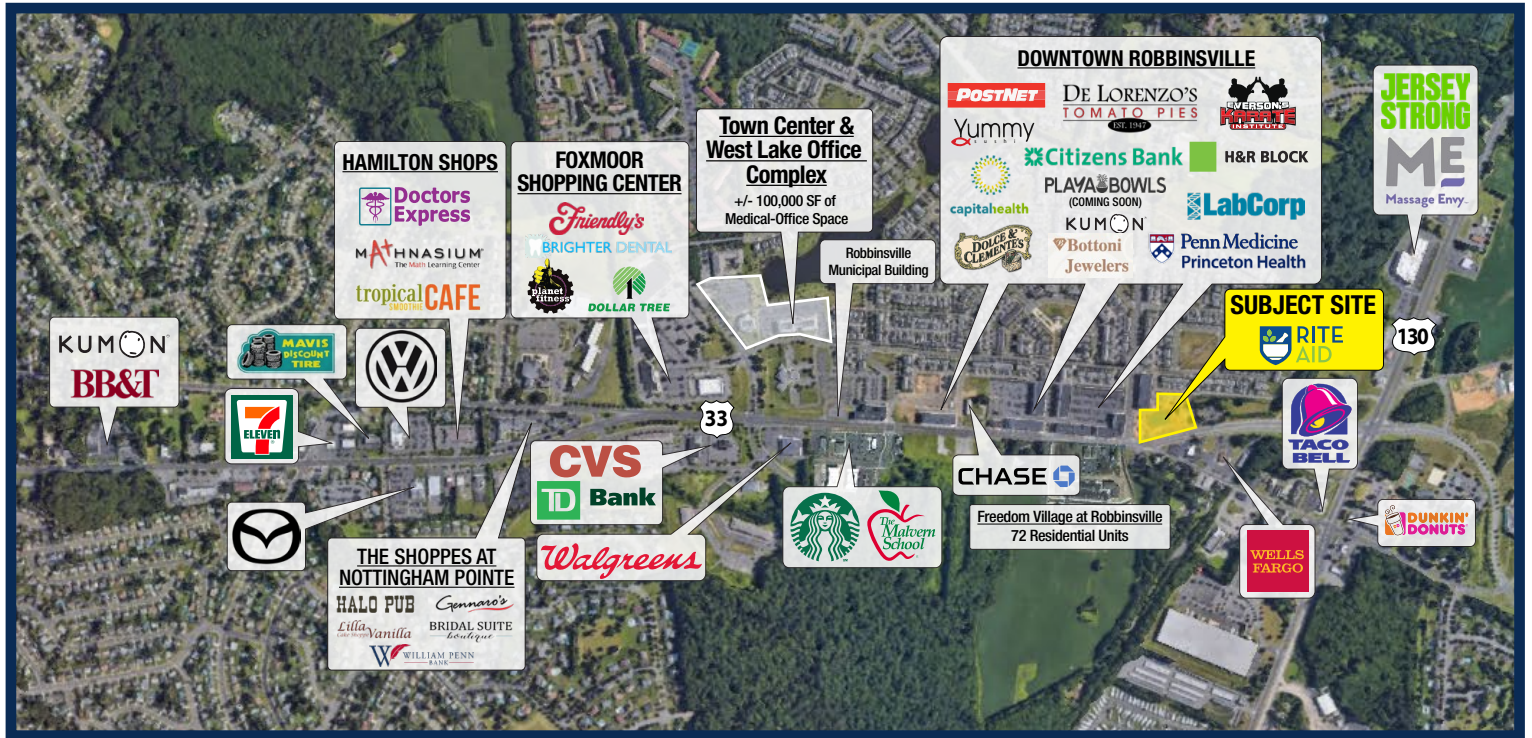 KUMON
BB&T
7
ELEVEN
MAVIS
DISCOUNT
TIRE
HAMILTON SHOPS
Doctors
Express
MATHNASIUM
The Math Learning Center
tropical
SMOOTHIE
CAFE
FOXMOOR
SHOPPING CENTER
Friendly's
BRIGHTER DENTAL
planet
fitness
1
DOLLAR TREE
THE SHOPPES AT
NOTTINGHAM POINTE
HALO PUB
Gennaro's
Lilla Vanilla
BRIDAL SUITE
boutique
WILLIAM PENN
BANK
CVS
TD Bank
Walgreens
33
Town Center &
West Lake Office
Complex
+/- 100,000 SF of
Medical-Office Space
Robbinsville
Municipal Building
The
Malvern
School
CHASE
Freedom Village at Robbinsville
72 Residential Units
DOWNTOWN ROBBINSVILLE
POSTNET
DE LORENZO'S
TOMATO PIES
EST. 1947
EVERSON'S
KARATE
INSTITUTE
Yummy
sushi
Citizens Bank
H&R BLOCK
capitalhealth
PLAYA BOWLS
(COMING SOON)
KUMON
LabCorp
DOLCE &
CLEMENTE'S
Bottoni
Jewelers
Penn Medicine
Princeton Health
SUBJECT SITE
RITE
AID
130
JERSEY
STRONG
ME
Massage Envy
TACO
BELL
WELLS
FARGO
DUNKIN'
DONUTS